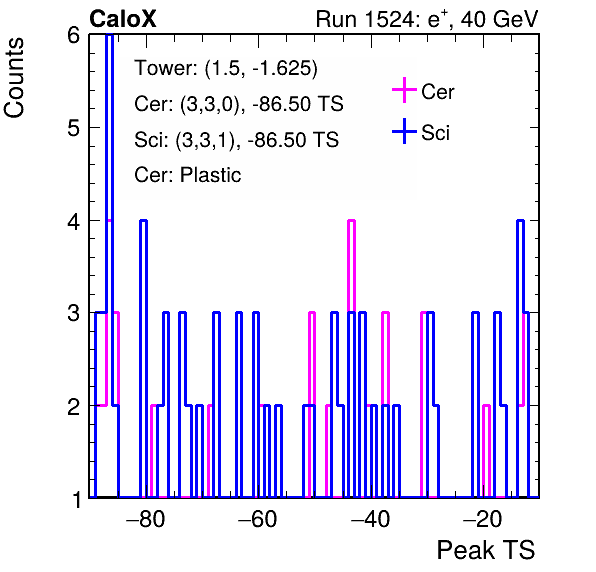 CaloX Run 1524: e+, 40 GeV
Counts
6
5
4
3
2
1
Tower: (1.5, -1.625)
Cer: (3,3,0), -86.50 TS
Sci: (3,3,1), -86.50 TS
Cer: Plastic
Cer
Sci
−80 −60 −40 −20
Peak TS